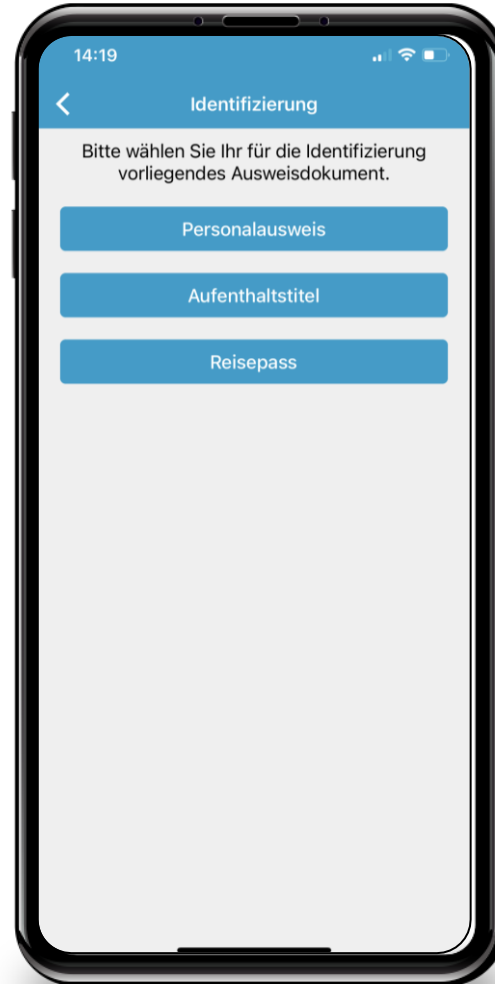 14:19
Identifizierung
Bitte wählen Sie Ihr für die Identifizierung
vorliegendes Ausweisdokument.
Personalausweis
Aufenthaltstitel
Reisepass